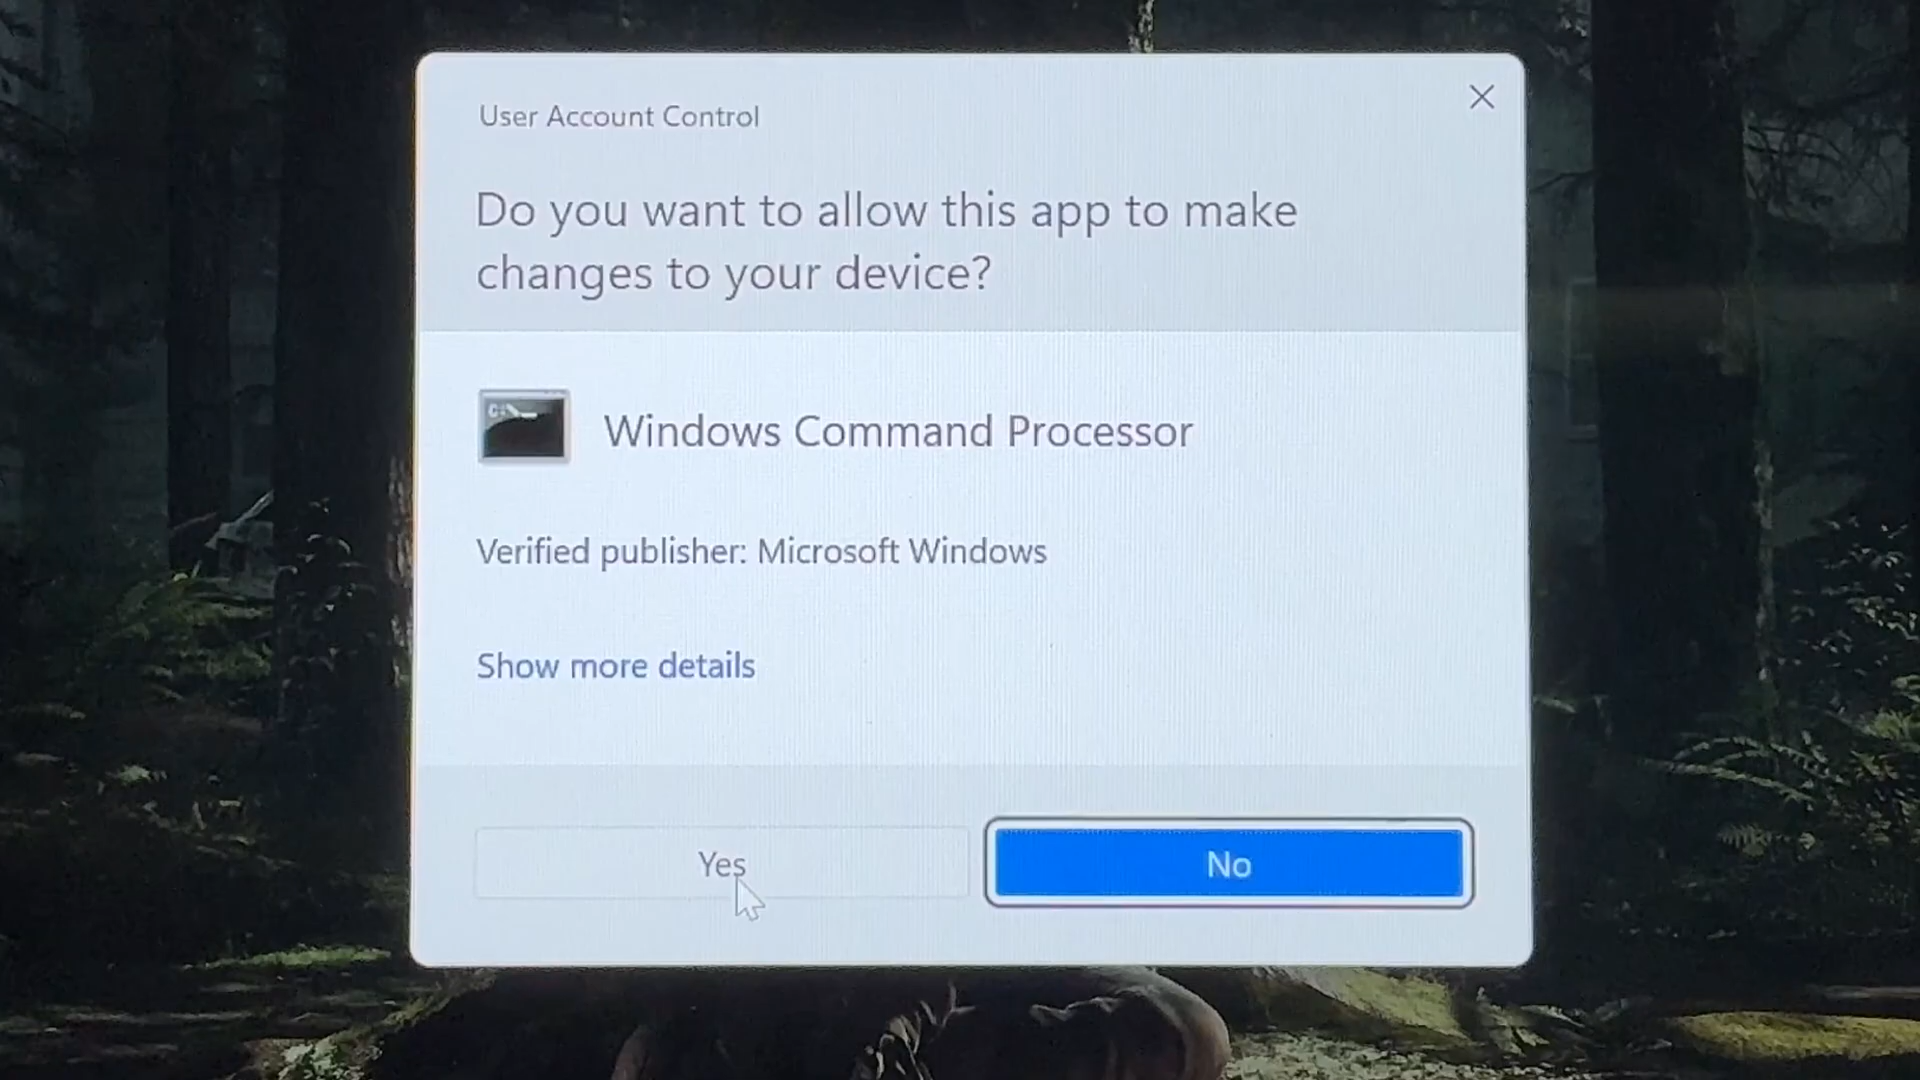 User Account Control
Do you want to allow this app to make
changes to your device?
C:\
Windows Command Processor
Verified publisher: Microsoft Windows
Show more details
Yes
No